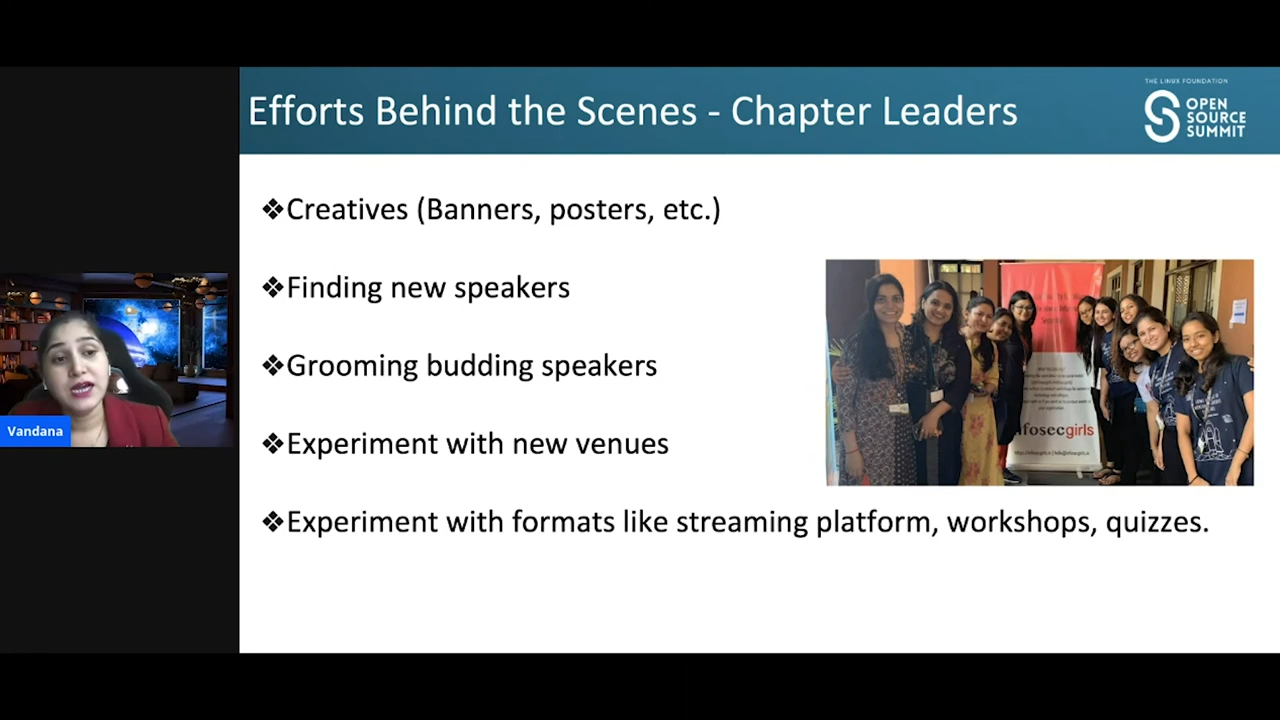 Efforts Behind the Scenes - Chapter Leaders
THE LINUX FOUNDATION
OPEN
SOURCE
SUMMIT
❖Creatives (Banners, posters, etc.)
❖Finding new speakers
❖Grooming budding speakers
❖Experiment with new venues
❖Experiment with formats like streaming platform, workshops, quizzes.
Vandana
infosecgirls